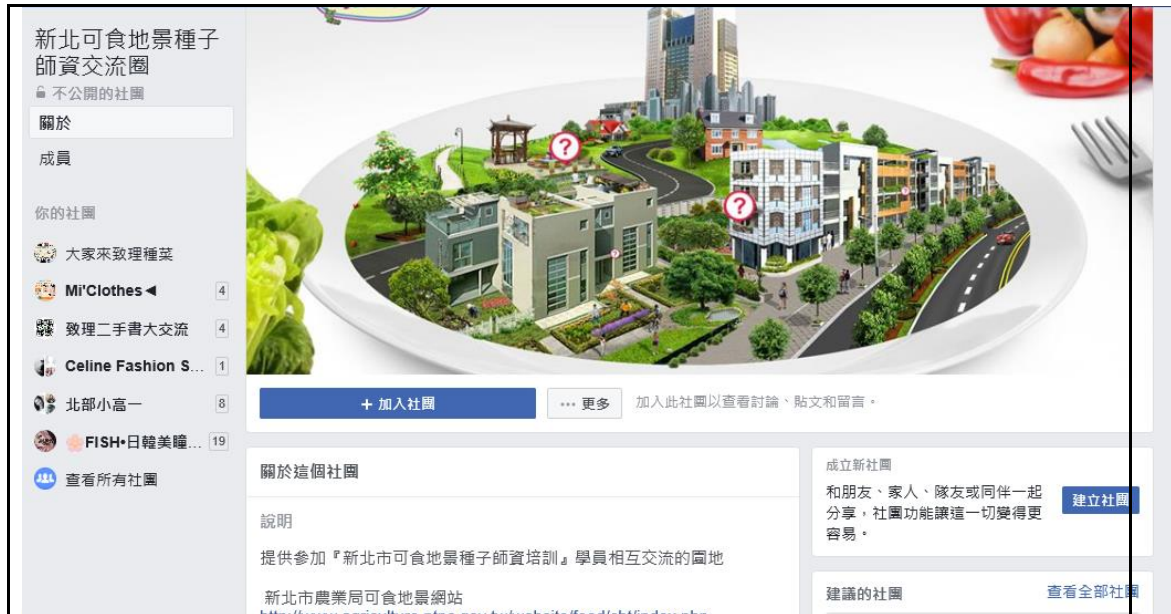 新北可食地景種子
師資交流圈
不公開的社團
關於
成員
你的社團
大家來致理種菜
Mi'Clothes◀ 4
致理二手書大交流 4
Celine Fashion S... 1
北部小高一 8
🌸FISH•日韓美瞳... 19
查看所有社團
?
?
+ 加入社團
••• 更多
加入此社團以查看討論、貼文和留言。
關於這個社團
說明
提供參加『新北市可食地景種子師資培訓』學員相互交流的園地
新北市農業局可食地景網站
成立新社團
和朋友、家人、隊友或同伴一起
分享，社團功能讓這一切變得更
容易。
建立社團
建議的社團
查看全部社團